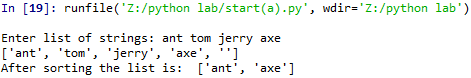 In [19]: runfile('Z:/python lab/start(a).py', wdir='Z:/python lab')
Enter list of strings: ant tom jerry axe
['ant', 'tom', 'jerry', 'axe', '']
After sorting the list is:  ['ant', 'axe']